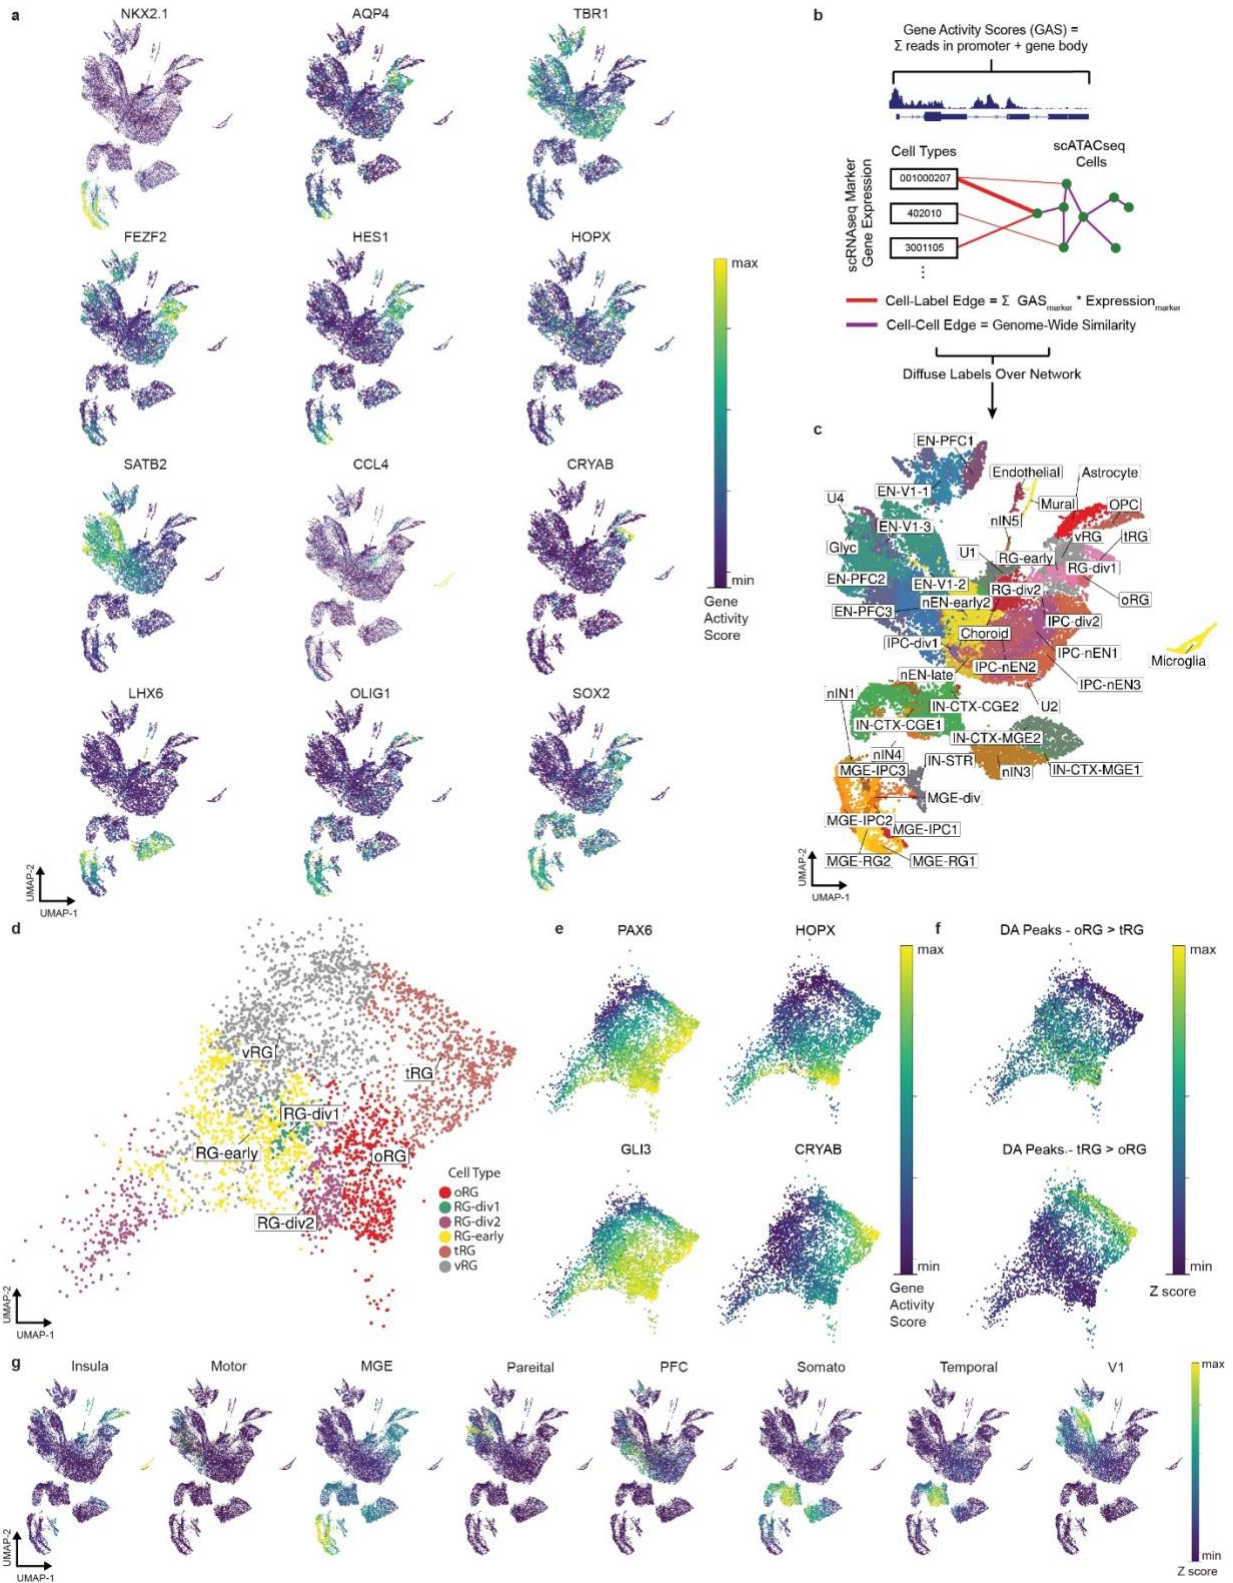 a
NKX2.1
AQP4
TBR1
FEZF2
HES1
HOPX
SATB2
CCL4
CRYAB
LHX6
OLIG1
SOX2
max
min
Gene
Activity
Score
UMAP-2
UMAP-1
b
Gene Activity Scores (GAS) =
Σ reads in promoter + gene body
Cell Types
scATACseq
Cells
scRNAseq Marker
Gene Expression
001000207
402010
3001105
⋮
Cell-Label Edge = Σ GASmarker * Expressionmarker
Cell-Cell Edge = Genome-Wide Similarity
Diffuse Labels Over Network
c
EN-PFC1
Endothelial
Astrocyte
EN-V1-1
Mural
OPC
U4
nIN5
EN-V1-3
vRG
tRG
Glyc
U1
RG-early
RG-div1
EN-PFC2
EN-V1-2
RG-div2
oRG
EN-PFC3
nEN-early2
IPC-div2
Choroid
IPC-div1
IPC-nEN1
Microglia
nEN-late
IPC-nEN2
IPC-nEN3
nIN1
IN-CTX-CGE2
U2
IN-CTX-CGE1
IN-CTX-MGE2
nIN4
IN-STR
MGE-IPC3
nIN3
IN-CTX-MGE1
MGE-div
MGE-IPC2
MGE-IPC1
MGE-RG2
MGE-RG1
UMAP-2
UMAP-1
d
vRG
tRG
RG-div1
RG-early
oRG
RG-div2
Cell Type
oRG
RG-div1
RG-div2
RG-early
tRG
vRG
UMAP-2
UMAP-1
e
PAX6
HOPX
GLI3
CRYAB
max
min
Gene
Activity
Score
f
DA Peaks - oRG > tRG
DA Peaks - tRG > oRG
max
min
Z score
g
Insula
Motor
MGE
Pareital
PFC
Somato
Temporal
V1
max
min
Z score
UMAP-2
UMAP-1